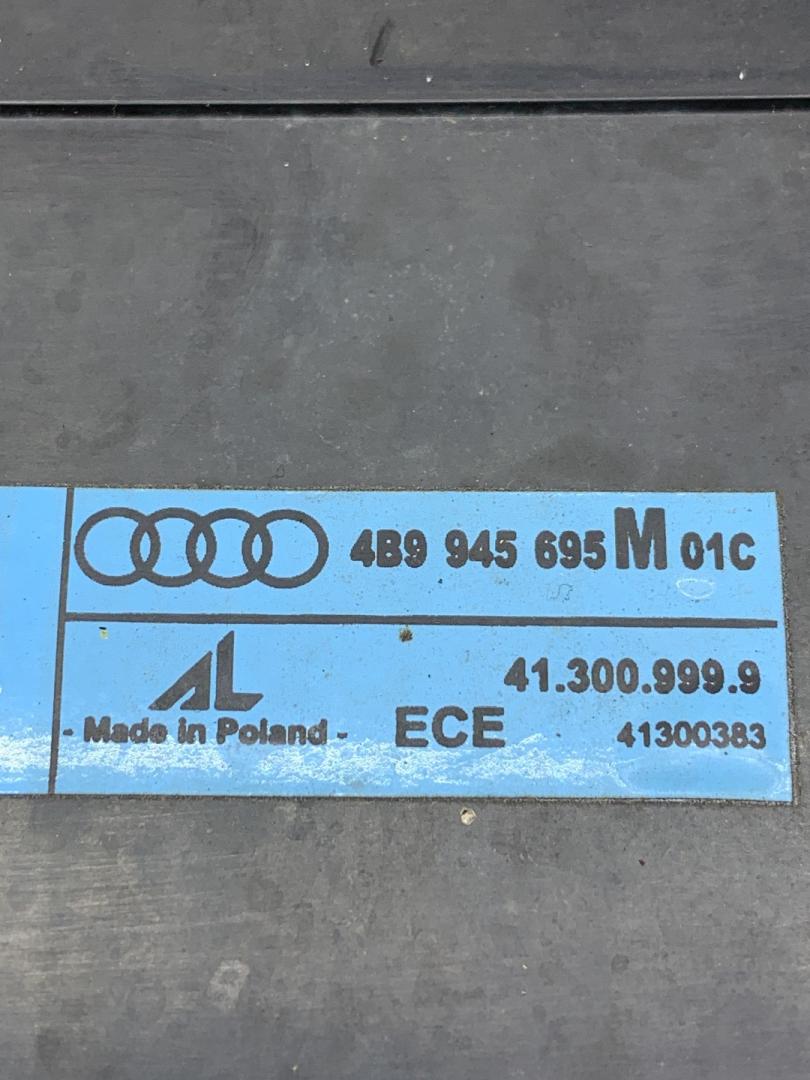 4B9 945 695 M 01C
AL
41.300.999.9
- Made in Poland -
ECE
41300383